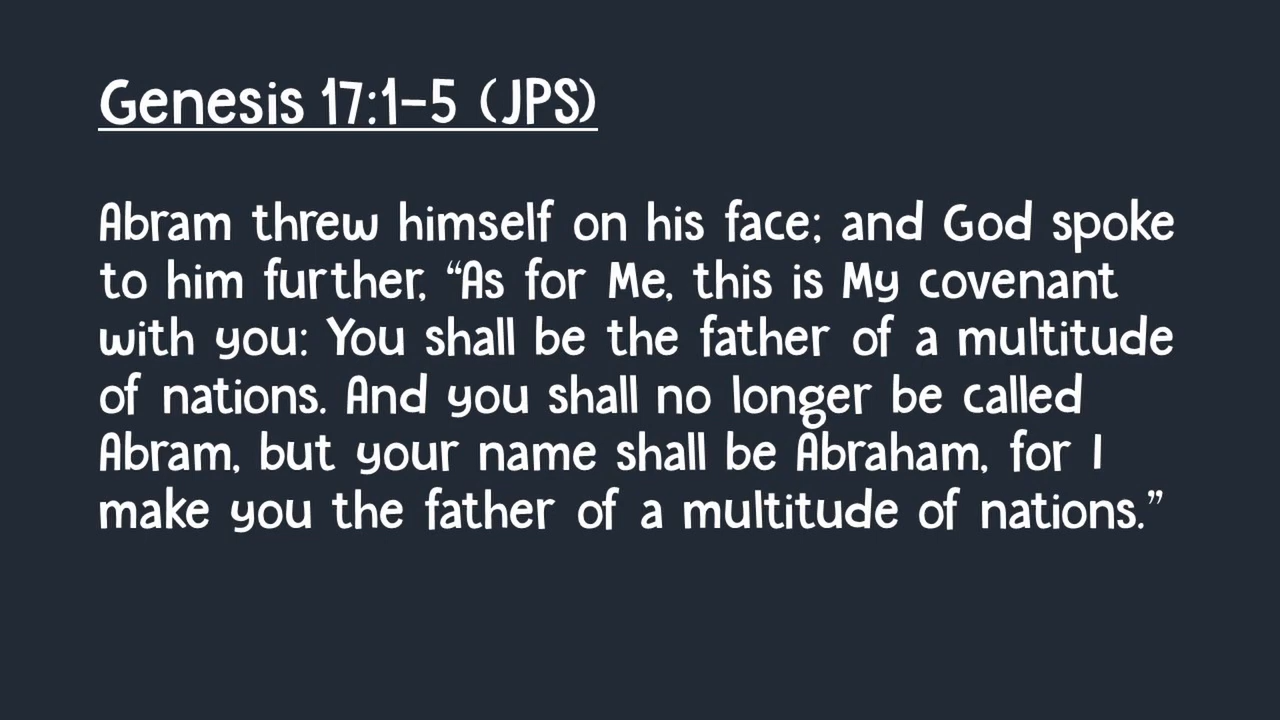 Genesis 17:1–5 (JPS)
Abram threw himself on his face; and God spoke
to him further, “As for Me, this is My covenant
with you: You shall be the father of a multitude
of nations. And you shall no longer be called
Abram, but your name shall be Abraham, for I
make you the father of a multitude of nations.”